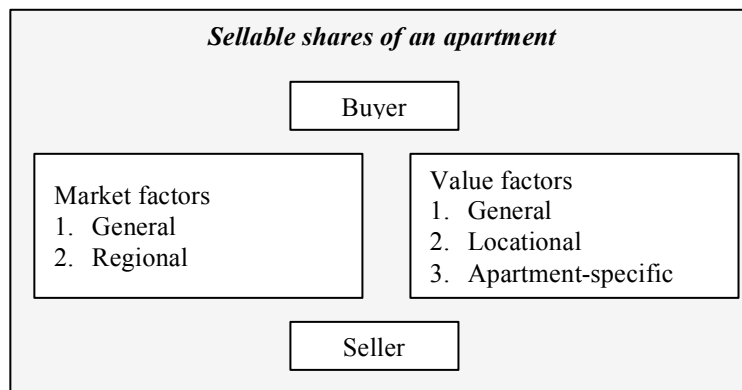 Sellable shares of an apartment
Buyer
Market factors
1. General
2. Regional
Value factors
1. General
2. Locational
3. Apartment-specific
Seller